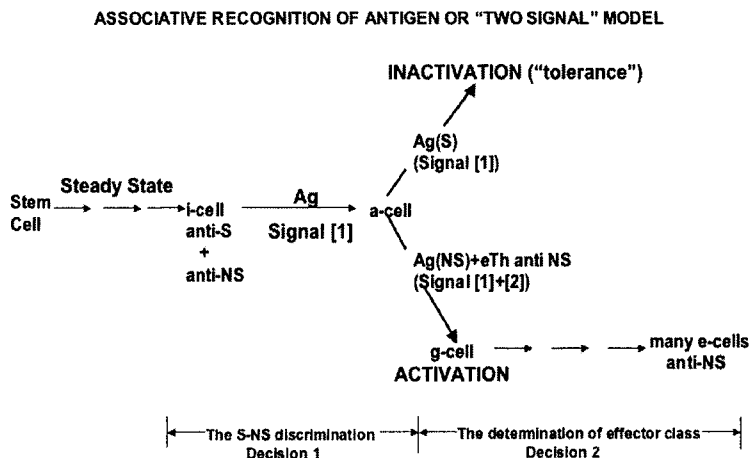 ASSOCIATIVE RECOGNITION OF ANTIGEN OR “TWO SIGNAL” MODEL
INACTIVATION (“tolerance”)
Ag(S)
(Signal [1])
Steady State
Stem
Cell
i-cell
anti-S
+
anti-NS
Ag
Signal [1]
a-cell
Ag(NS)+eTh anti NS
(Signal [1]+[2])
g-cell
ACTIVATION
many e-cells
anti-NS
The S-NS discrimination
Decision 1
The determination of effector class
Decision 2